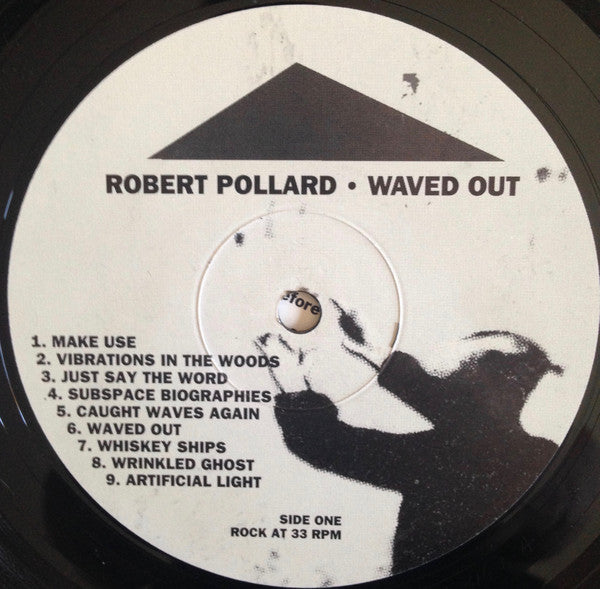 ROBERT POLLARD • WAVED OUT
efore
1. MAKE USE
2. VIBRATIONS IN THE WOODS
3. JUST SAY THE WORD
4. SUBSPACE BIOGRAPHIES
5. CAUGHT WAVES AGAIN
6. WAVED OUT
7. WHISKEY SHIPS
8. WRINKLED GHOST
9. ARTIFICIAL LIGHT
SIDE ONE
ROCK AT 33 RPM